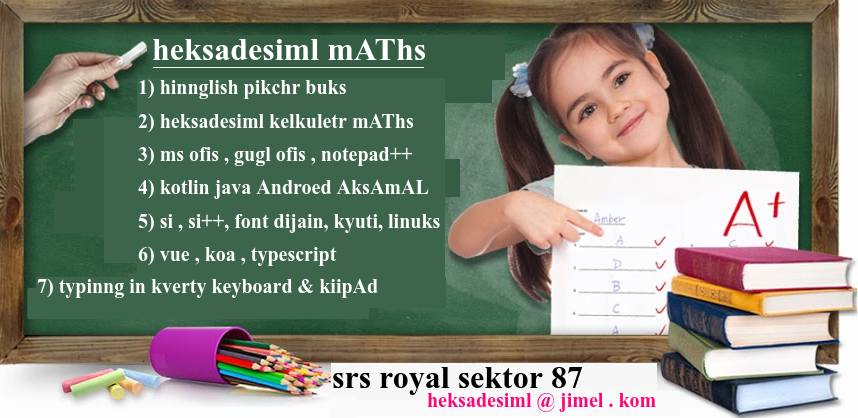 heksadesiml mAThs
1) hinnglish pikchr buks
2) heksadesiml kelkuletr mAThs
3) ms ofis , gugl ofis , notepad++
4) kotlin java Androed AksAmAL
5) si , si++, font dijain, kyuti, linuks
6) vue , koa , typescript
7) typinng in kverty keyboard & kiipAd
Amber
A+
A
C
D
B
C
A
srs royal sektor 87
heksadesiml @ jimel . kom